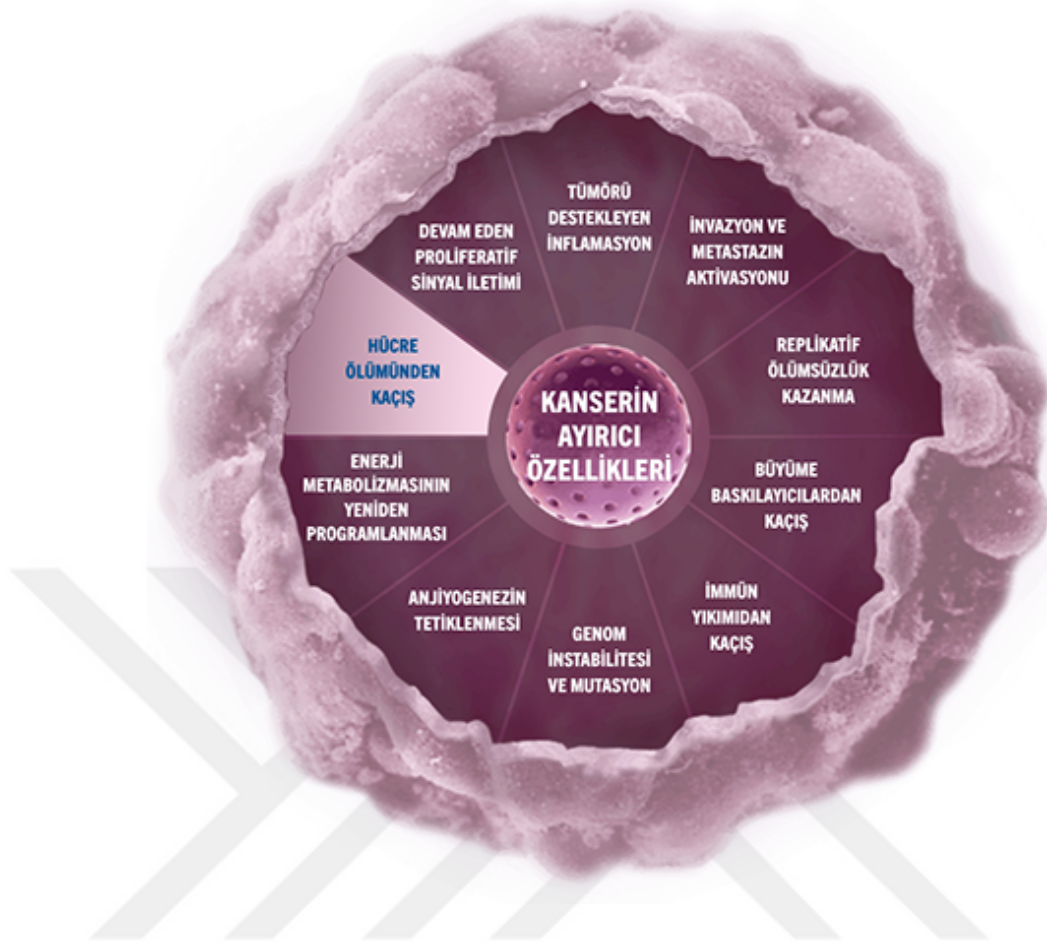 TÜMÖRÜ
DESTEKLEYEN
İNFLAMASYON
İNVAZYON VE
METASTAZIN
AKTİVASYONU
REPLİKATİF
ÖLÜMSÜZLÜK
KAZANMA
BÜYÜME
BASKILAYICILARDAN
KAÇIŞ
İMMÜN
YIKIMIDAN
KAÇIŞ
GENOM
İNSTABİLİTESİ
VE MUTASYON
ANJİYOGENEZİN
TETİKLENMESİ
ENERJİ
METABOLİZMASININ
YENİDEN
PROGRAMLANMASI
HÜCRE
ÖLÜMÜNDEN
KAÇIŞ
DEVAM EDEN
PROLİFERATİF
SİNYAL İLETİMİ
KANSERİN
AYIRICI
ÖZELLİKLERİ